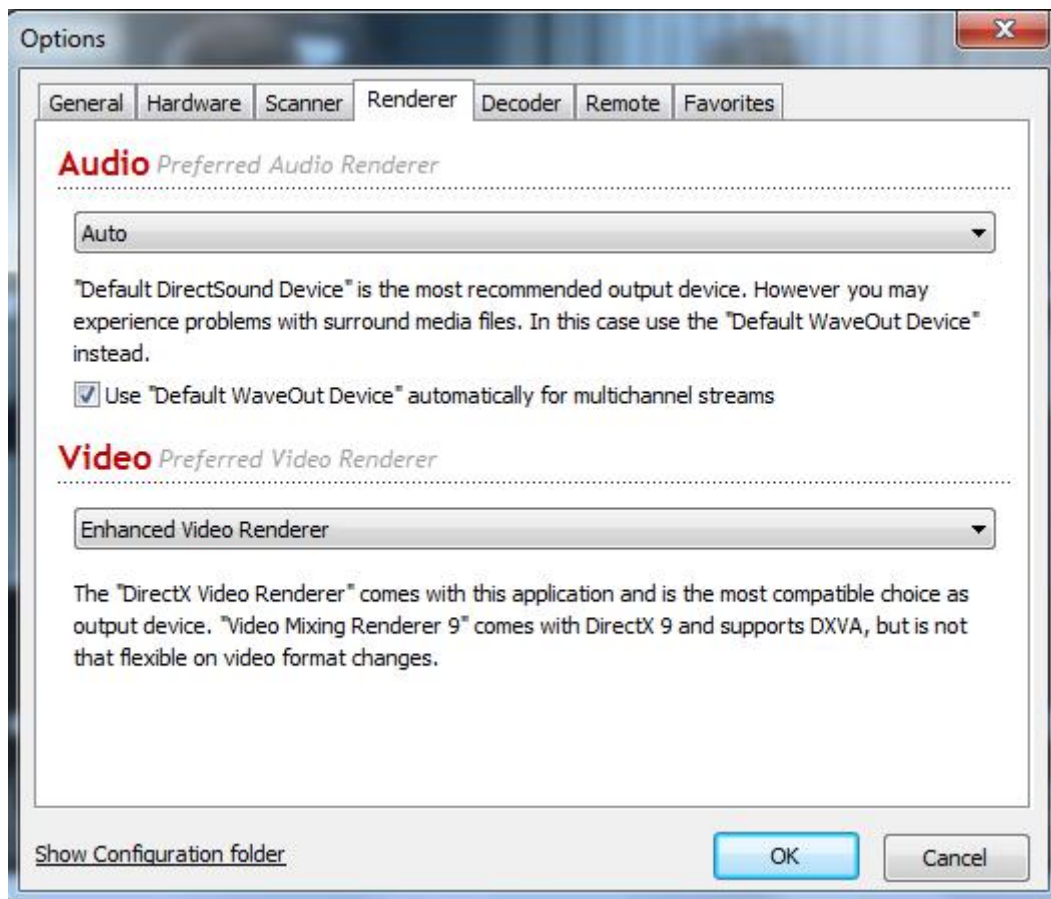 Options
General Hardware Scanner Renderer Decoder Remote Favorites
Audio Preferred Audio Renderer
Auto
"Default DirectSound Device" is the most recommended output device. However you may
experience problems with surround media files. In this case use the "Default WaveOut Device"
instead.
Use "Default WaveOut Device" automatically for multichannel streams
Video Preferred Video Renderer
Enhanced Video Renderer
The "DirectX Video Renderer" comes with this application and is the most compatible choice as
output device. "Video Mixing Renderer 9" comes with DirectX 9 and supports DXVA, but is not
that flexible on video format changes.
Show Configuration folder OK Cancel